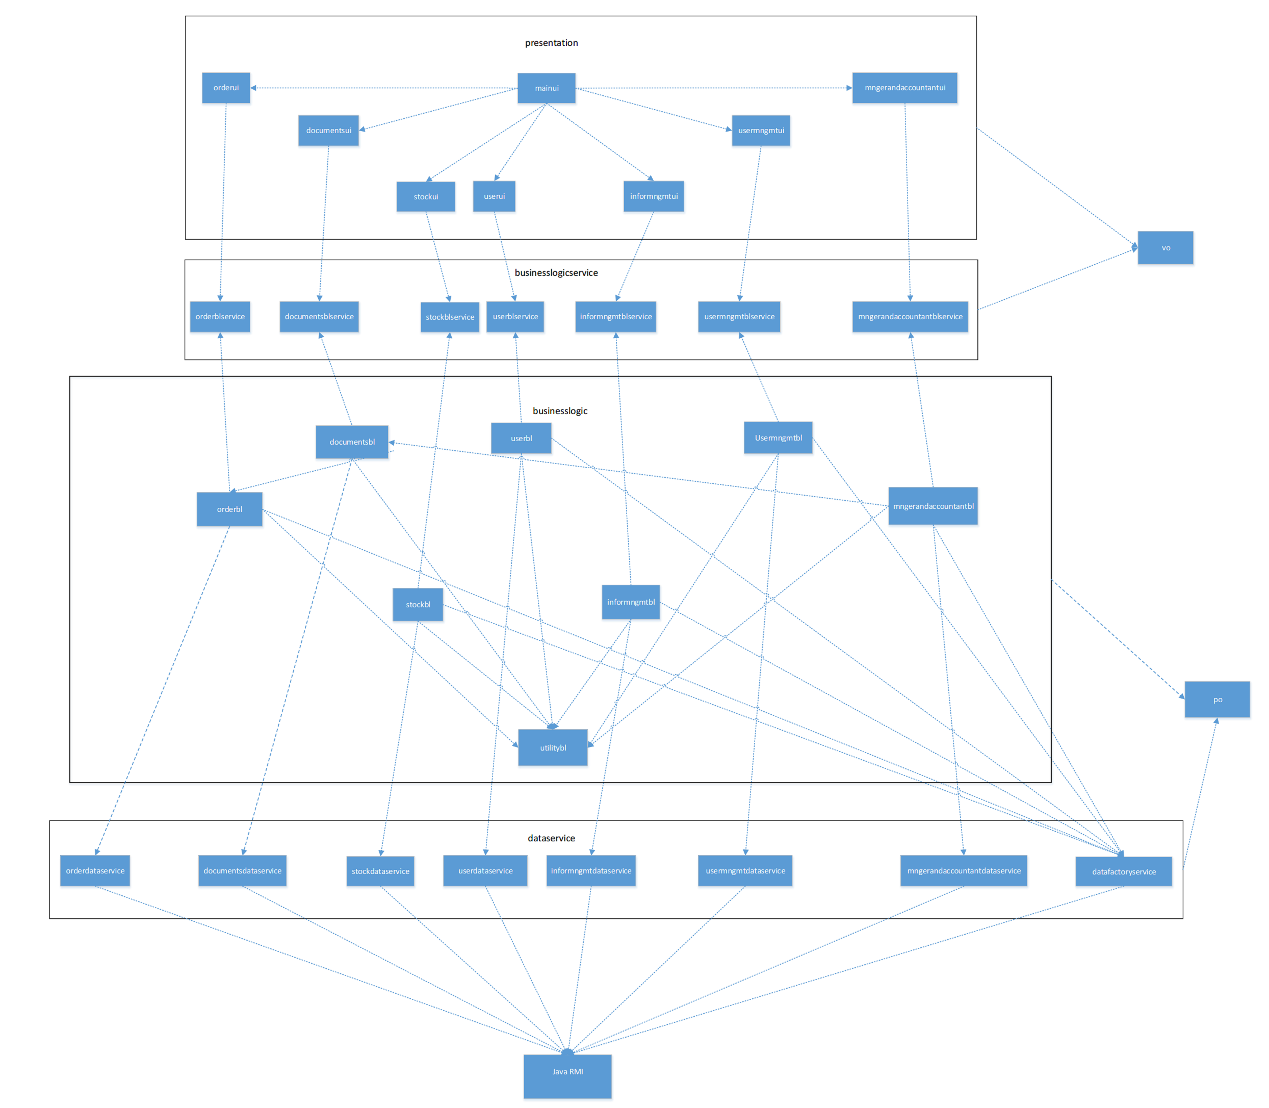 presentation
orderui
mainui
mngerandaccountantui
documentsui
usermngmtui
stockui
userui
informngmtui
vo
businesslogicservice
orderblservice
documentsblservice
stockblservice
userblservice
informngmtblservice
usermngmtblservice
mngerandaccountantblservice
businesslogic
documentsbl
userbl
Usermngmtbl
orderbl
mngerandaccountantbl
stockbl
informngmtbl
po
utilitybl
dataservice
orderdataservice
documentsdataservice
stockdataservice
userdataservice
informngmtdataservice
usermngmtdataservice
mngerandaccountantdataservice
datafactoryservice
Java RMI